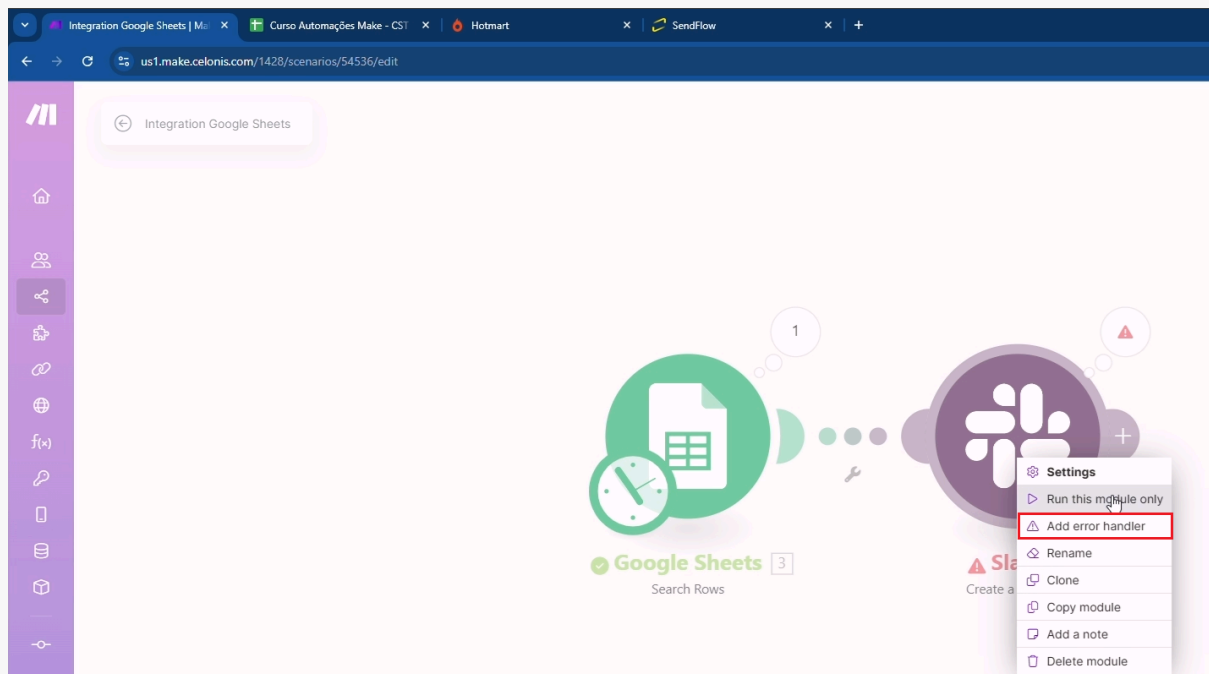 Integration Google Sheets | Ma
Curso Automações Make - CST
Hotmart
SendFlow
us1.make.celonis.com/1428/scenarios/54536/edit
Integration Google Sheets
1
Settings
Run this module only
Add error handler
Rename
Clone
Copy module
Add a note
Delete module
Google Sheets 3
Search Rows
Sla
Create a